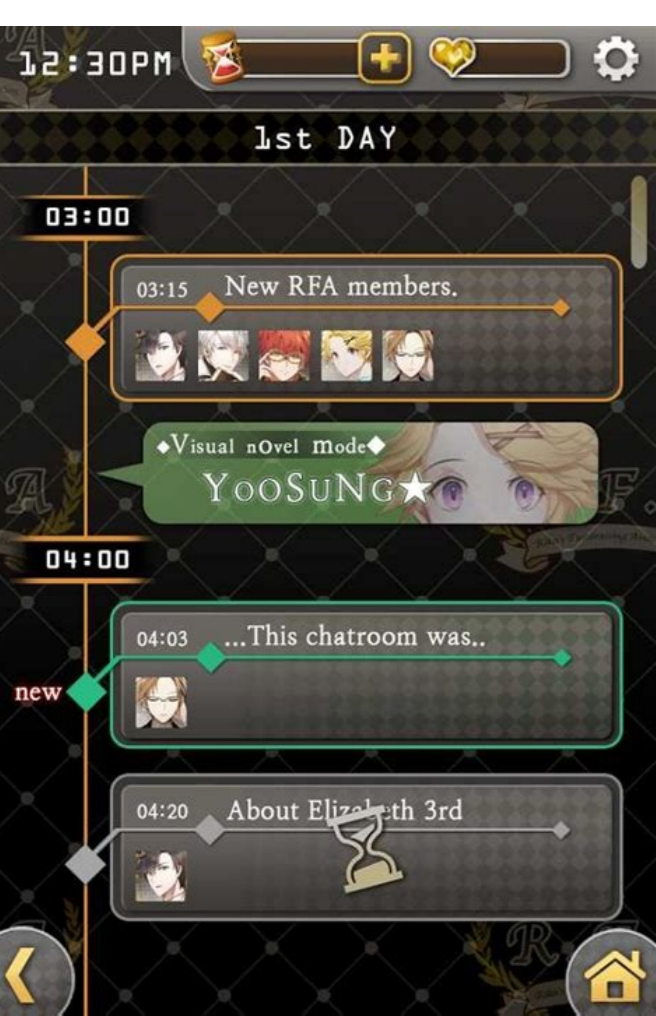 12:30PM
1st DAY
03:00
03:15 New RFA members.
◆Visual nOvel mode◆
YOOSUNG★
04:00
04:03 ...This chatroom was..
new
04:20 About Elizabeth 3rd